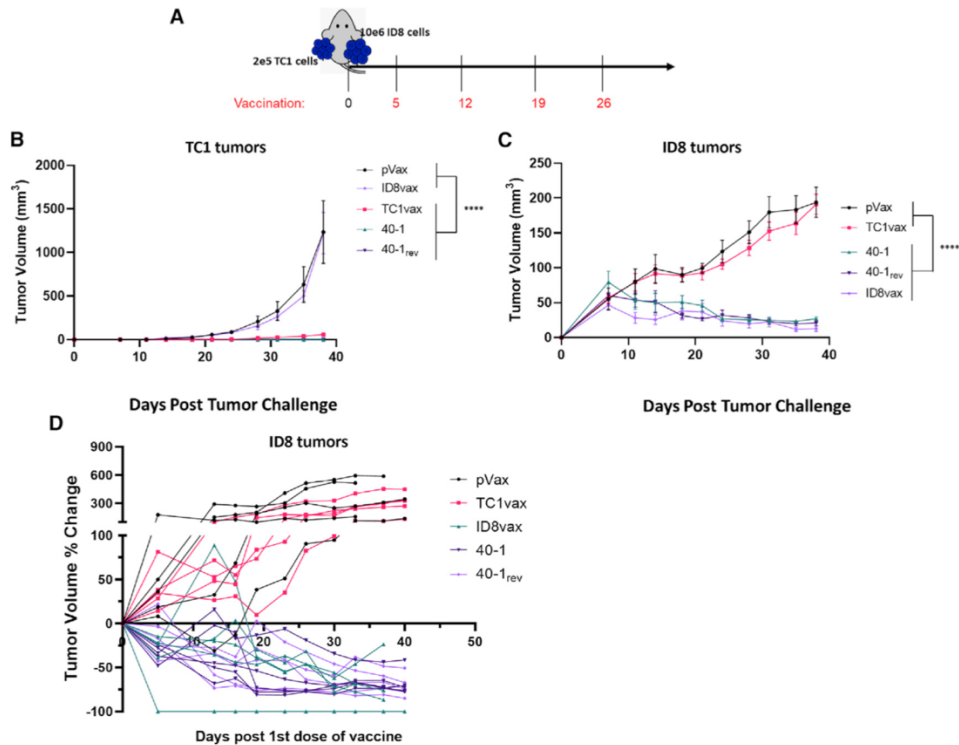 A
10e6 ID8 cells
2e5 TC1 cells
Vaccination: 0 5 12 19 26
B
TC1 tumors
Tumor Volume (mm³)
2000
1500
1000
500
0
0 10 20 30 40
Days Post Tumor Challenge
pVax
ID8vax
TC1vax
40-1
40-1rev
****
C
ID8 tumors
Tumor Volume (mm³)
250
200
150
100
50
0
0 10 20 30 40
Days Post Tumor Challenge
pVax
TC1vax
40-1
40-1rev
ID8vax
****
D
ID8 tumors
Tumor Volume % Change
900
600
300
100
50
0
-50
-100
0 10 20 30 40 50
Days post 1st dose of vaccine
pVax
TC1vax
ID8vax
40-1
40-1rev